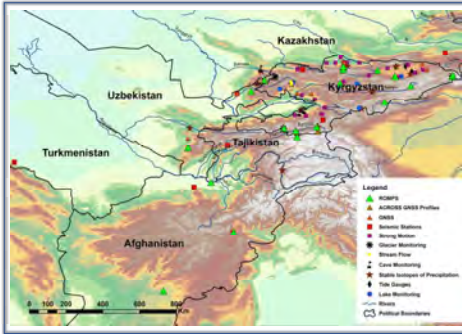 Kazakhstan
Uzbekistan
Kyrgyzstan
Turkmenistan
Tajikistan
Afghanistan
Legend
ROMPS
ACROSS GNSS Profiles
GNSS
Seismic Stations
Strong Motion
Glacier Monitoring
Stream Flow
Cave Monitoring
Stable Isotopes of Precipitation
Tide Gauges
Lake Monitoring
Rivers
Political Boundaries
0 200 400 600 800
Km